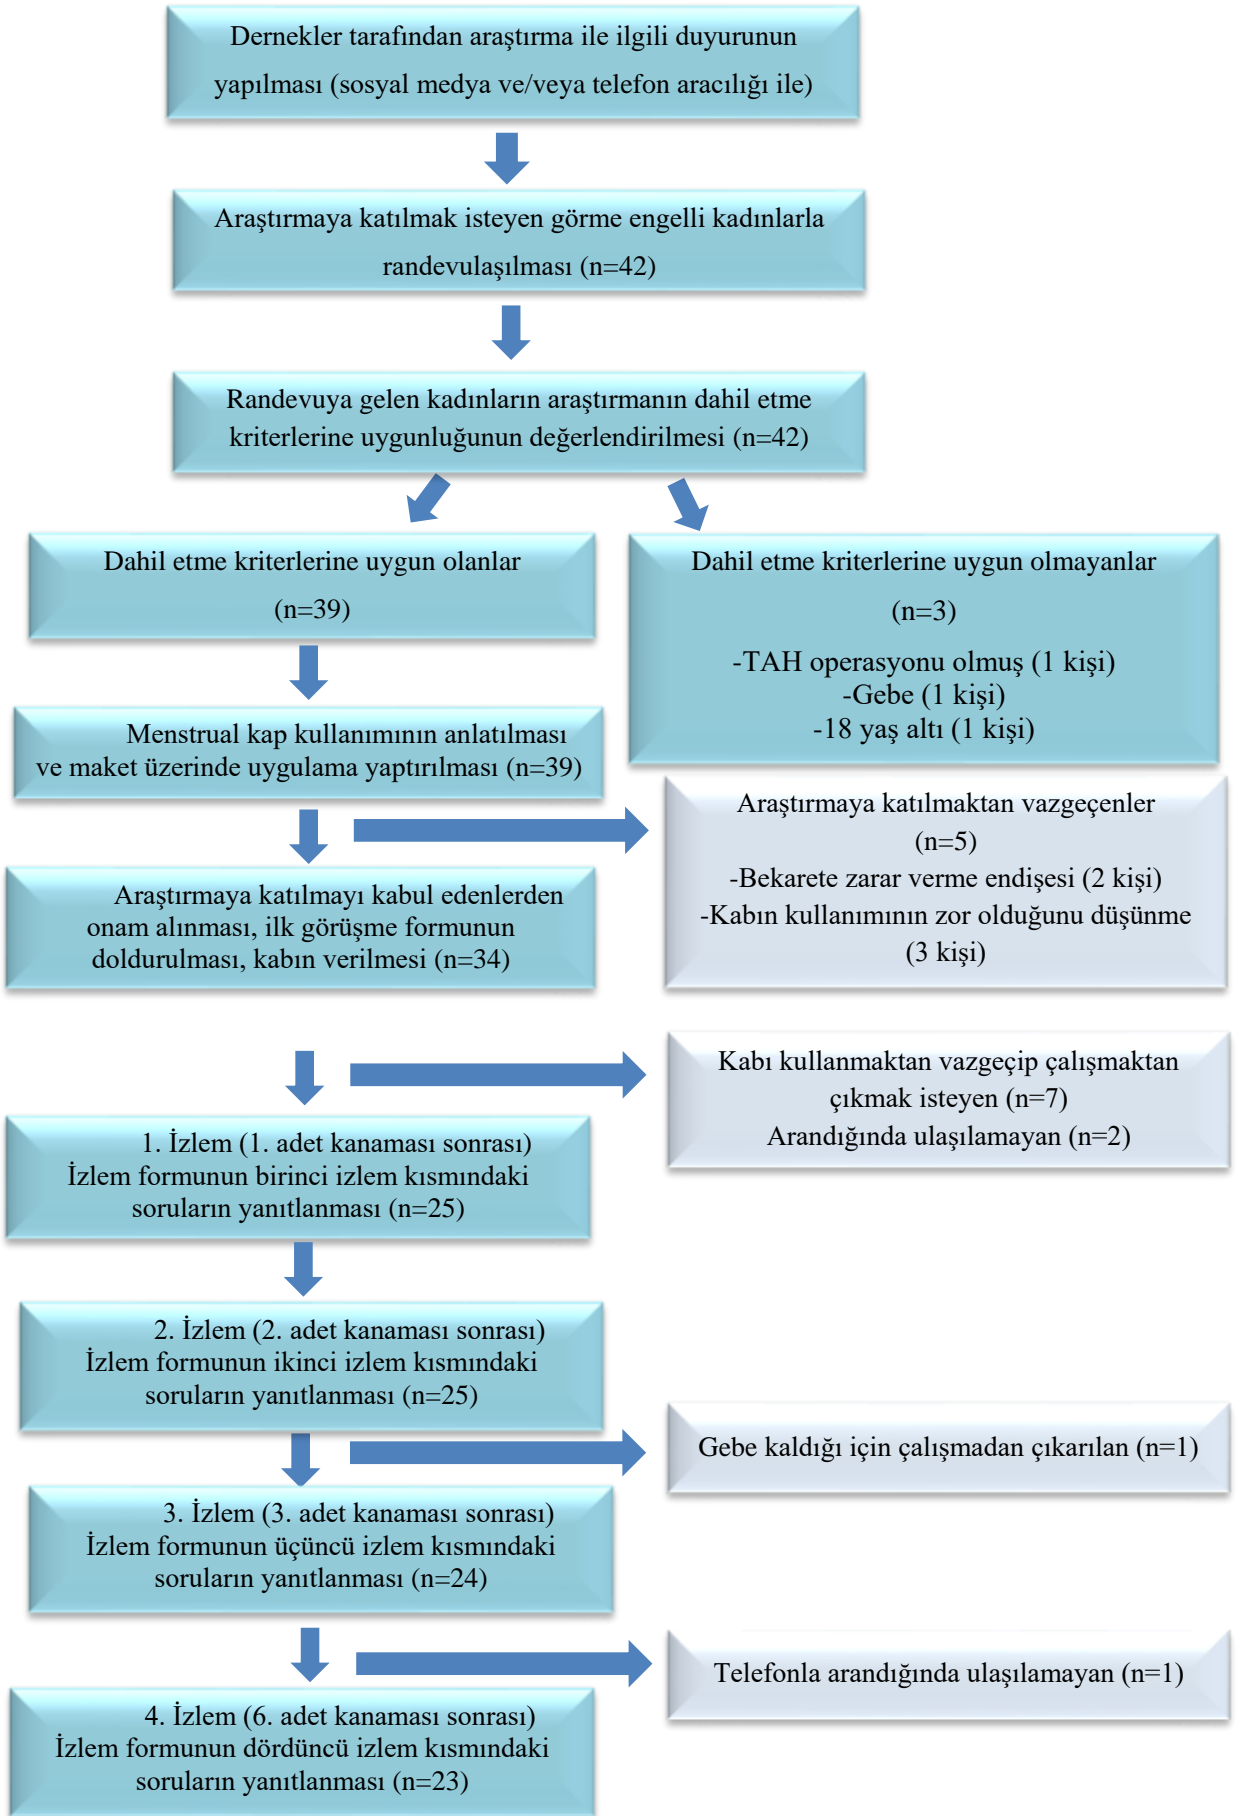 Dernekler tarafından araştırma ile ilgili duyurunun
yapılması (sosyal medya ve/veya telefon aracılığı ile)
Araştırmaya katılmak isteyen görme engelli kadınlarla
randevulaşılması (n=42)
Randevuya gelen kadınların araştırmanın dahil etme
kriterlerine uygunluğunun değerlendirilmesi (n=42)
Dahil etme kriterlerine uygun olanlar
(n=39)
Dahil etme kriterlerine uygun olmayanlar
(n=3)
-TAH operasyonu olmuş (1 kişi)
-Gebe (1 kişi)
-18 yaş altı (1 kişi)
Menstrual kap kullanımının anlatılması
ve maket üzerinde uygulama yaptırılması (n=39)
Araştırmaya katılmaktan vazgeçenler
(n=5)
-Bekarete zarar verme endişesi (2 kişi)
-Kabın kullanımının zor olduğunu düşünme
(3 kişi)
Araştırmaya katılmayı kabul edenlerden
onam alınması, ilk görüşme formunun
doldurulması, kabın verilmesi (n=34)
Kabı kullanmaktan vazgeçip çalışmaktan
çıkmak isteyen (n=7)
Arandığında ulaşılamayan (n=2)
1. İzlem (1. adet kanaması sonrası)
İzlem formunun birinci izlem kısmındaki
soruların yanıtlanması (n=25)
2. İzlem (2. adet kanaması sonrası)
İzlem formunun ikinci izlem kısmındaki
soruların yanıtlanması (n=25)
Gebe kaldığı için çalışmadan çıkarılan (n=1)
3. İzlem (3. adet kanaması sonrası)
İzlem formunun üçüncü izlem kısmındaki
soruların yanıtlanması (n=24)
Telefonla arandığında ulaşılamayan (n=1)
4. İzlem (6. adet kanaması sonrası)
İzlem formunun dördüncü izlem kısmındaki
soruların yanıtlanması (n=23)